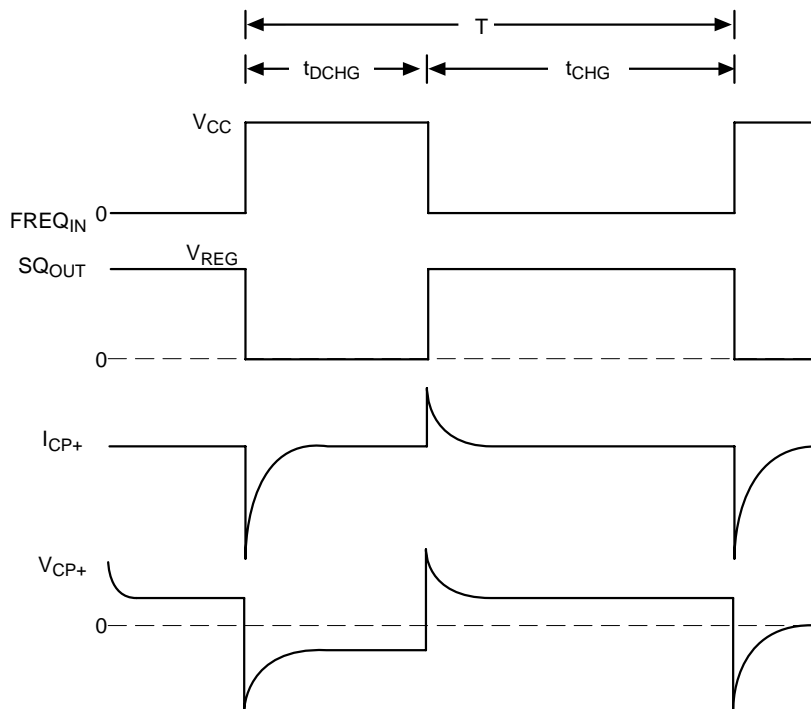 T
tDCHG
tCHG
VCC
FREQIN
0
VREG
SQOUT
0
ICP+
VCP+
0